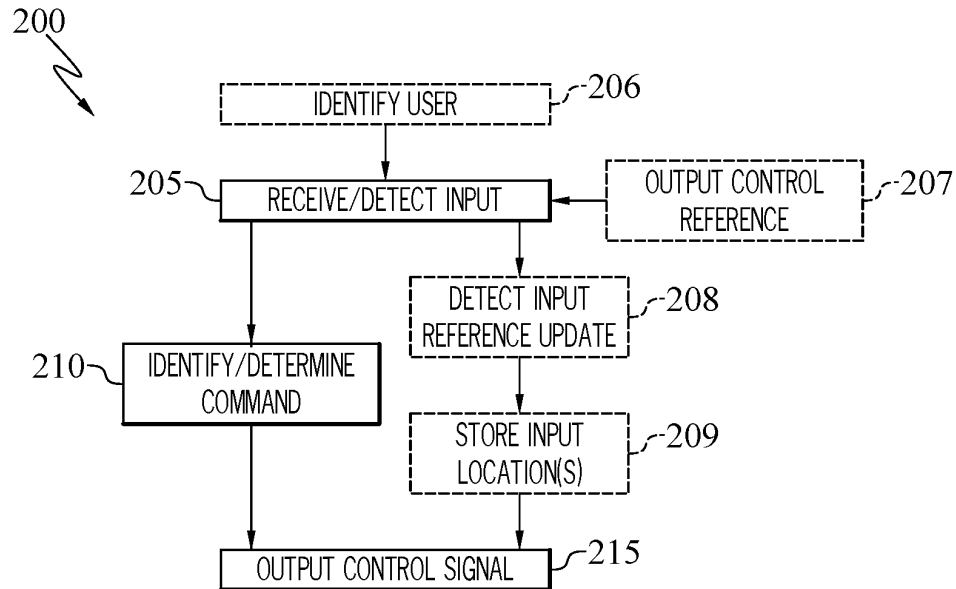 200
IDENTIFY USER
206
205
RECEIVE/DETECT INPUT
OUTPUT CONTROL
REFERENCE
207
DETECT INPUT
REFERENCE UPDATE
208
210
IDENTIFY/DETERMINE
COMMAND
STORE INPUT
LOCATION(S)
209
OUTPUT CONTROL SIGNAL
215